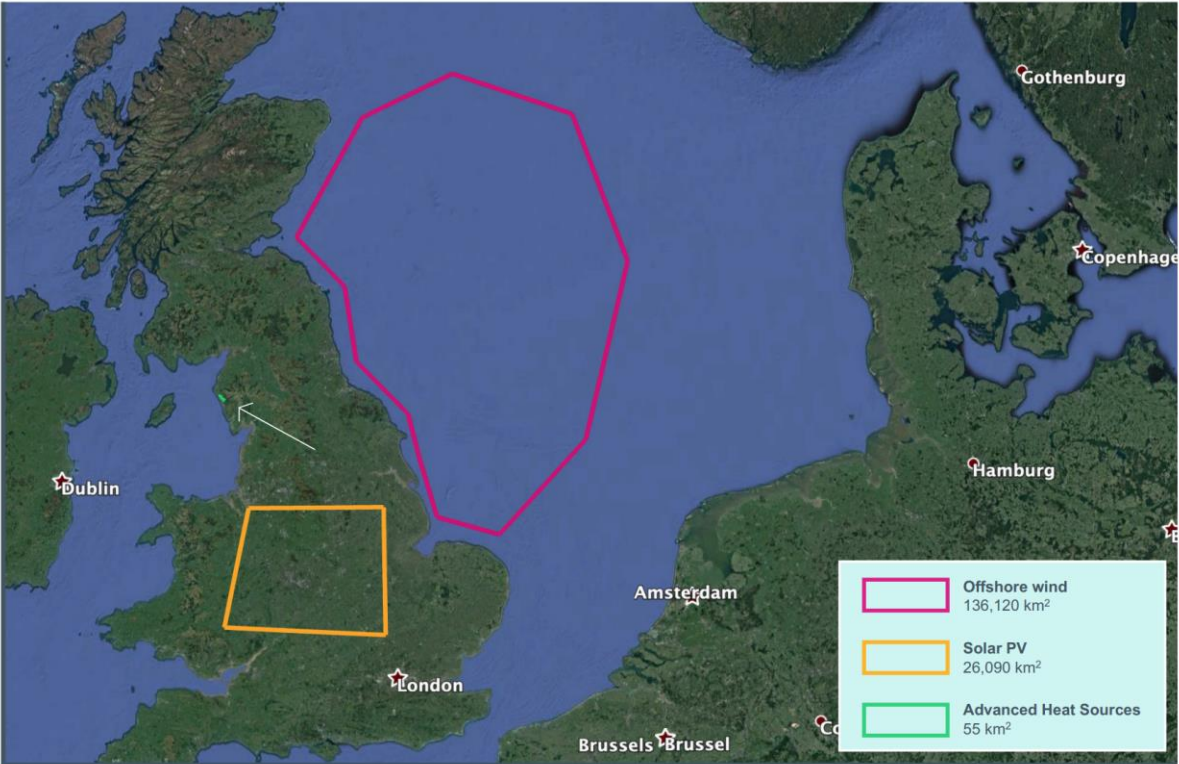 Gothenburg
Copenhage
Dublin
Hamburg
Amsterdam
London
Brussels Brussel
Co
E
Offshore wind
136,120 km²
Solar PV
26,090 km²
Advanced Heat Sources
55 km²